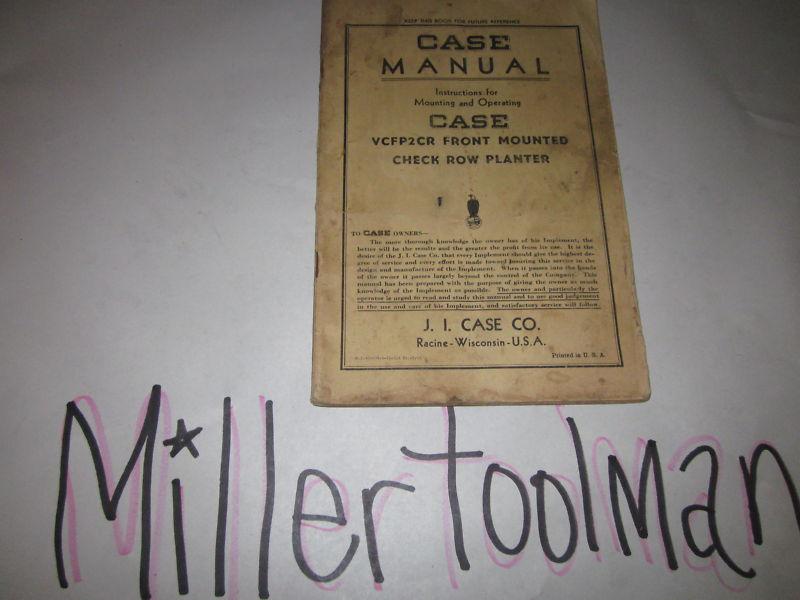 KEEP THIS BOOK FOR FUTURE REFERENCE
CASE
MANUAL
Instructions for
Mounting and Operating
CASE
VCFP2CR FRONT MOUNTED
CHECK ROW PLANTER
TO CASE OWNERS—
The more thorough knowledge the owner has of his Implement, the
better will be the results and the greater the profit from its use. It is the
desire of the J. I. Case Co. that every Implement should give the highest de-
gree of service and every effort is made toward insuring this service in the
design and manufacture of the Implement. When it passes into the hands
of the owner it passes largely beyond the control of the Company. This
manual has been prepared with the purpose of giving the owner as much
knowledge of the Implement as possible. The owner and particularly the
operator is urged to read and study this manual and to use good judgement
in the use and care of his Implement, and satisfactory service will follow.
J. I. CASE CO.
Racine-Wisconsin-U.S.A.
Printed in U. S. A.
Millertoolman